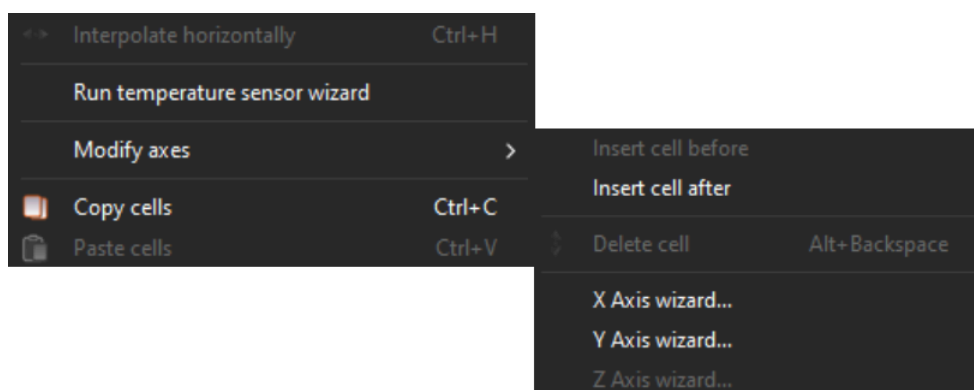 Interpolate horizontally Ctrl+H
Run temperature sensor wizard
Modify axes
Copy cells Ctrl+C
Paste cells Ctrl+V
Insert cell before
Insert cell after
Delete cell Alt+Backspace
X Axis wizard...
Y Axis wizard...
Z Axis wizard...